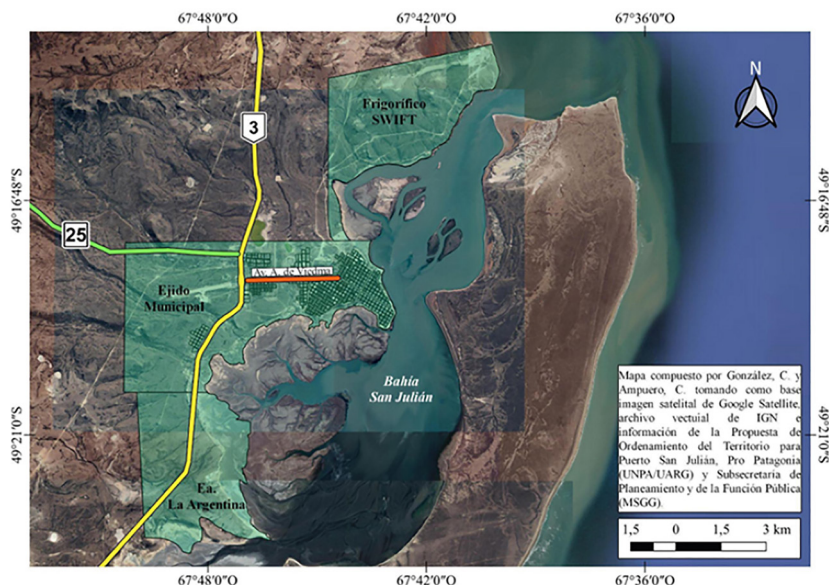 67°48'0"O 67°42'0"O 67°36'0"O
N
Frigorífico
SWIFT
3
49°16'48"S 49°16'48"S
25
Av. A. de Viedma
Ejido
Municipal
Bahía
San Julián
Mapa compuesto por González, C. y
Ampuero, C. tomando como base
imagen satelital de Google Satellite,
archivo vectuial de IGN e
información de la Propuesta de
Ordenamiento del Territorio para
Puerto San Julián, Pro Patagonia
(UNPA/UARG) y Subsecretaría de
Planeamiento y de la Función Pública
(MSGG).
49°21'0"S 49°21'0"S
Ea.
La Argentina
1,5 0 1,5 3 km
67°48'0"O 67°42'0"O 67°36'0"O